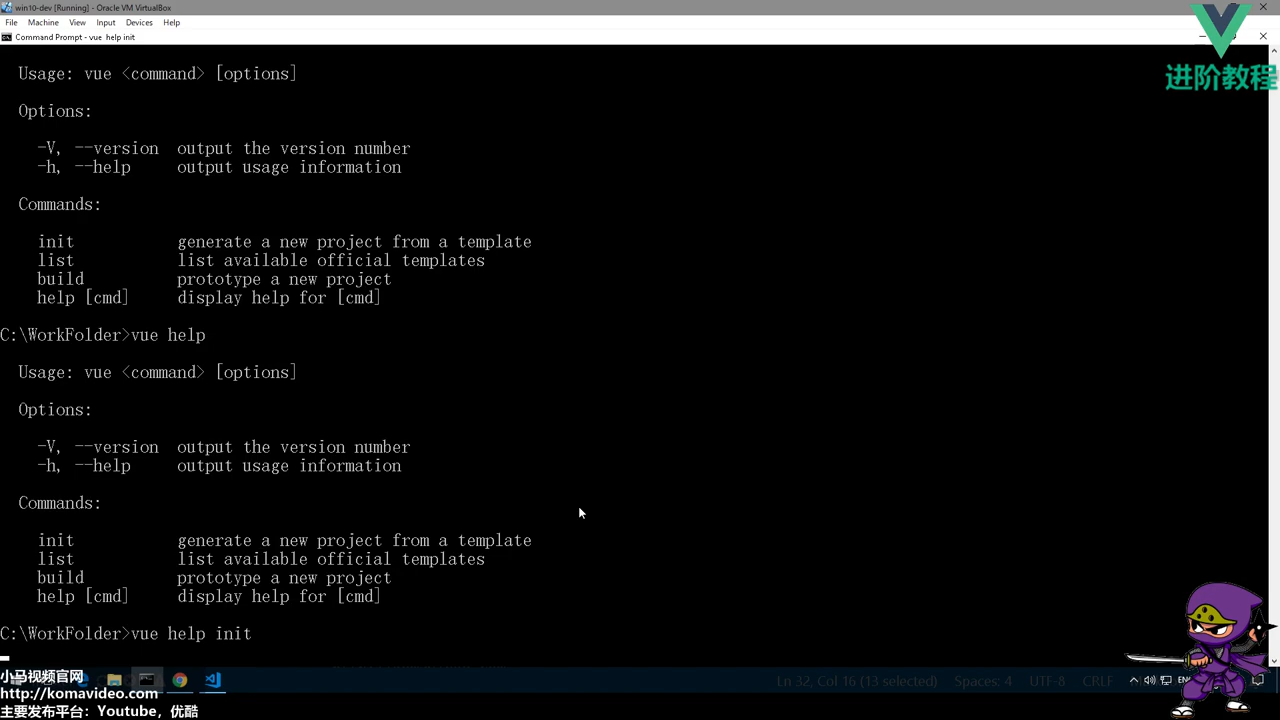 win10-dev [Running] - Oracle VM VirtualBox
File Machine View Input Devices Help
Command Prompt - vue help init
进阶教程
Usage: vue <command> [options]
Options:
-V, --version output the version number
-h, --help output usage information
Commands:
init generate a new project from a template
list list available official templates
build prototype a new project
help [cmd] display help for [cmd]
C:\WorkFolder>vue help
Usage: vue <command> [options]
Options:
-V, --version output the version number
-h, --help output usage information
Commands:
init generate a new project from a template
list list available official templates
build prototype a new project
help [cmd] display help for [cmd]
C:\WorkFolder>vue help init
小马视频官网
http://komavideo.com
主要发布平台：Youtube，优酷
Ln 32, Col 16 (13 selected) Spaces: 4 UTF-8 CRLF